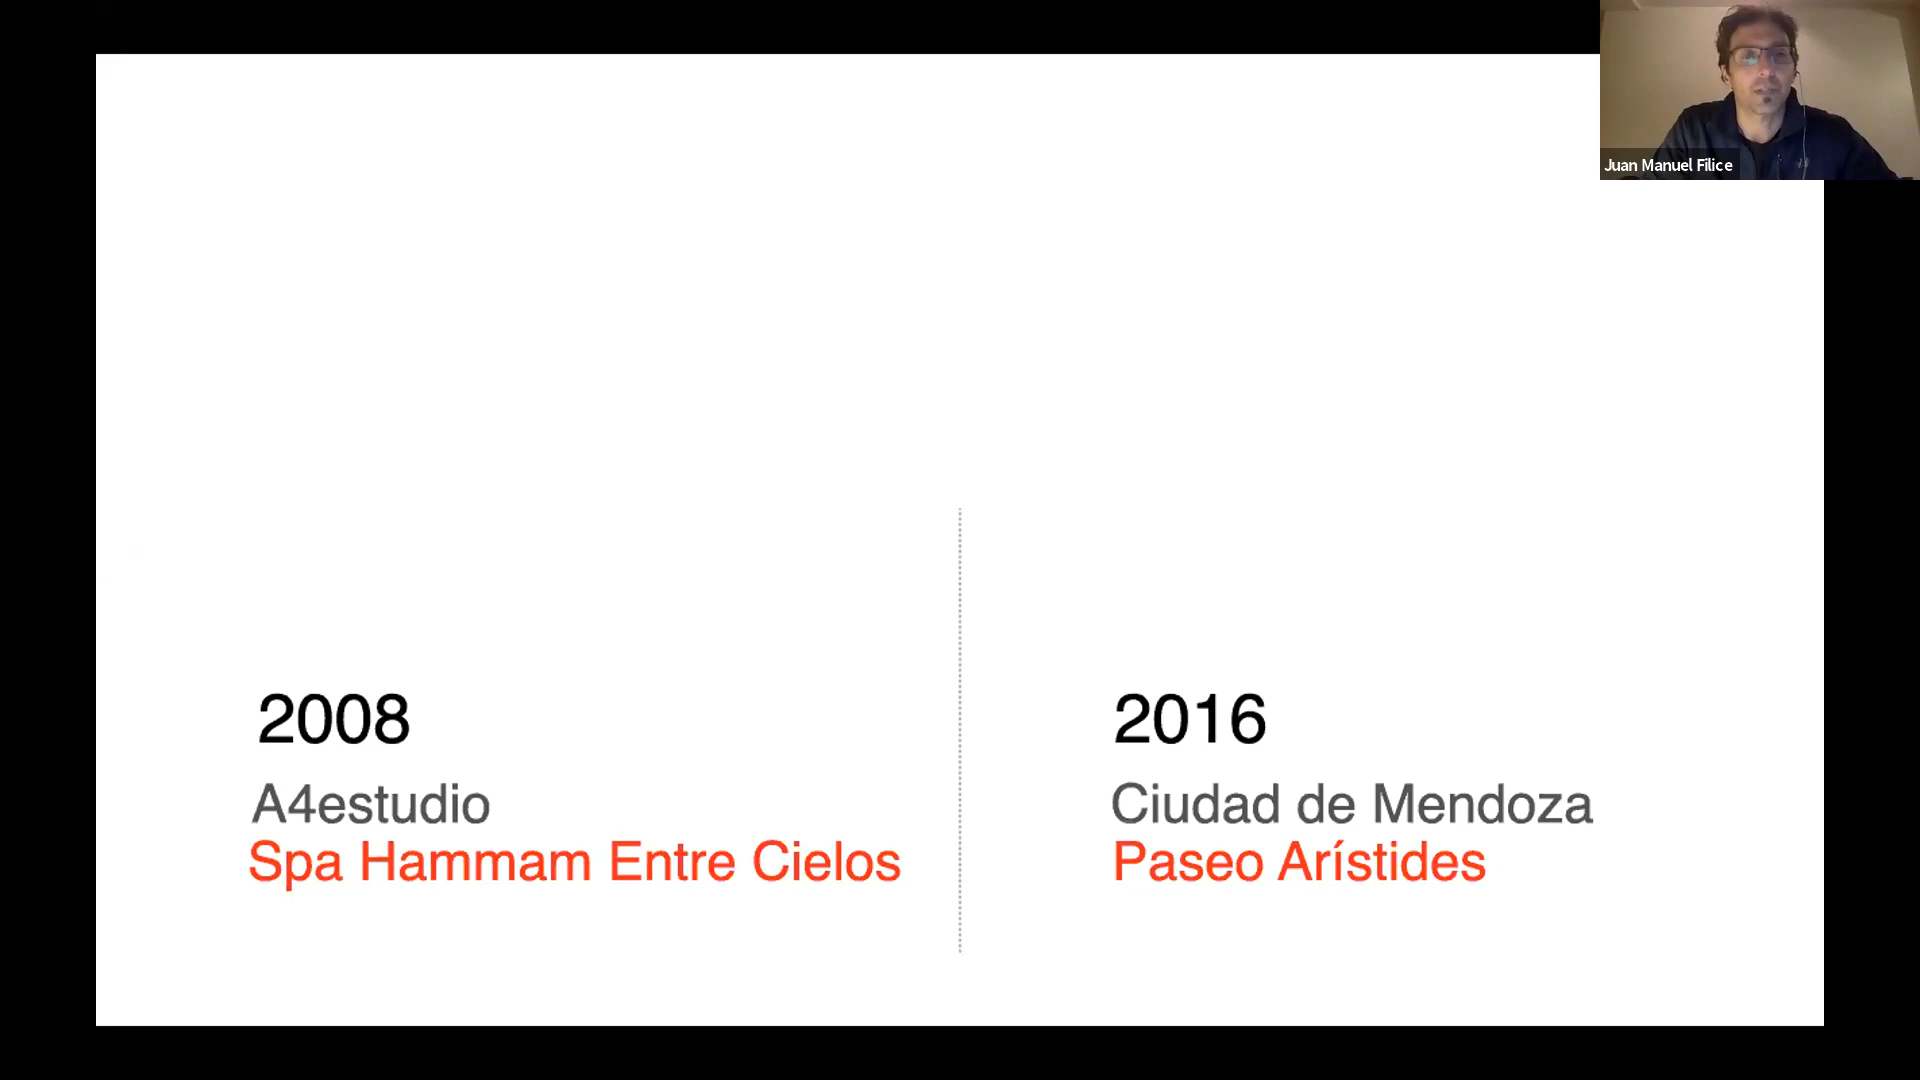 Juan Manuel Filice
2008
A4estudio
Spa Hammam Entre Cielos
2016
Ciudad de Mendoza
Paseo Arístides